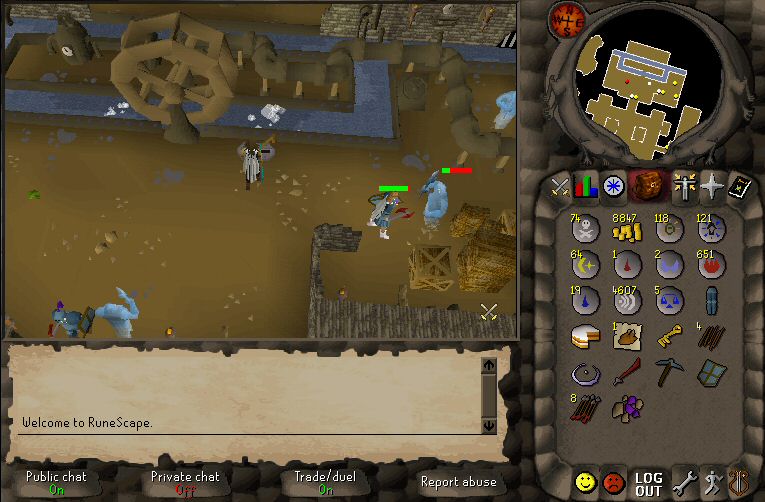 N
W E
S
74 8847 118 121
64 1 2 651
19 4607 5
1 4
8
Welcome to RuneScape.
Public chat
On
Private chat
Off
Trade/duel
On
Report abuse
LOG
OUT